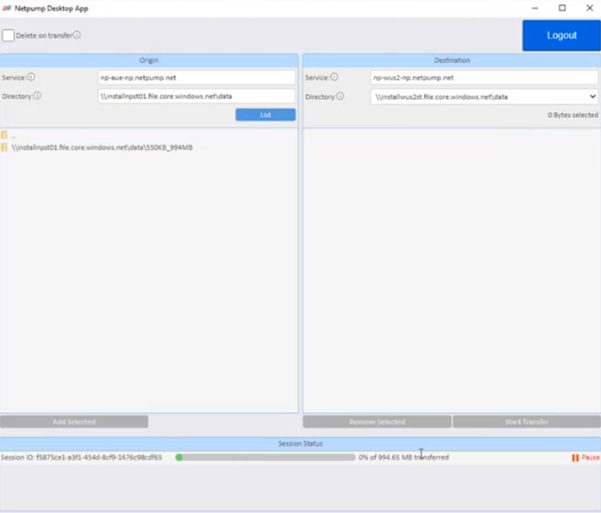 Netpump Desktop App
Delete on transfer
Logout
Origin
Service:
np-aue-np.netpump.net
Directory:
\\installnpst01.file.core.windows.net\data
List
..
\\installnpst01.file.core.windows.net\data\550KB_994MB
Add Selected
Destination
Service:
np-wus2-np.netpump.net
Directory:
\\installwus2st.file.core.windows.net\data
0 Bytes selected
Remove Selected
Start Transfer
Session Status
Session ID: f5875ce1-a3f1-454d-8cf9-1676c98cdf65
0% of 994.65 MB transferred
Pause